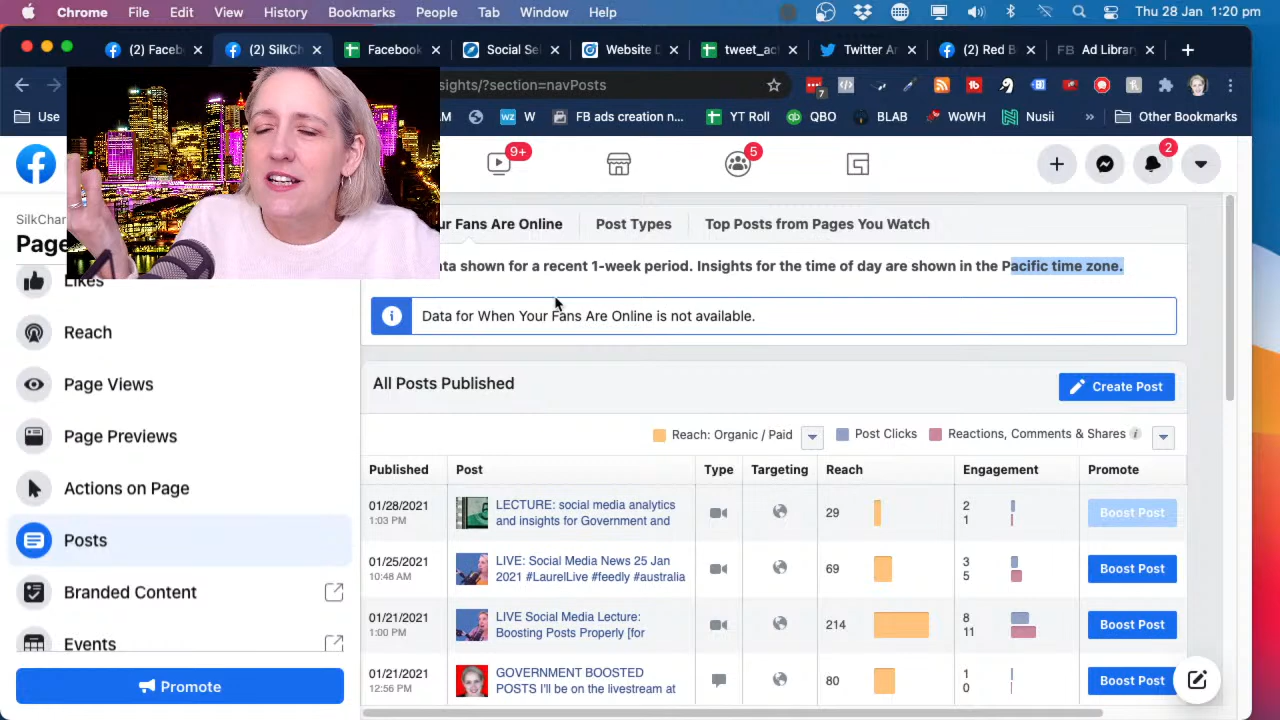 Chrome File Edit View History Bookmarks People Tab Window Help Thu 28 Jan 1:20 pm
(2) Faceb (2) SilkCh Facebook Social Se Website D tweet_ac Twitter An (2) Red B FB Ad Library
sights/?section=navPosts 7
Use AM W FB ads creation n... YT Roll QBO BLAB WoWH Nusii » Other Bookmarks
9+ 5 2
SilkChar
Page
ur Fans Are Online Post Types Top Posts from Pages You Watch
ata shown for a recent 1-week period. Insights for the time of day are shown in the Pacific time zone.
Data for When Your Fans Are Online is not available.
Likes
Reach
Page Views
Page Previews
Actions on Page
Posts
Branded Content
Events
Promote
All Posts Published Create Post
Reach: Organic / Paid Post Clicks Reactions, Comments & Shares i
Published Post Type Targeting Reach Engagement Promote
01/28/2021 LECTURE: social media analytics 29 2 Boost Post
1:03 PM and insights for Government and 1
01/25/2021 LIVE: Social Media News 25 Jan 69 3 Boost Post
10:48 AM 2021 #LaurelLive #feedly #australia 5
01/21/2021 LIVE Social Media Lecture: 214 8 Boost Post
1:00 PM Boosting Posts Properly [for 11
01/21/2021 GOVERNMENT BOOSTED 80 1 Boost Post
12:56 PM POSTS I'll be on the livestream at 0